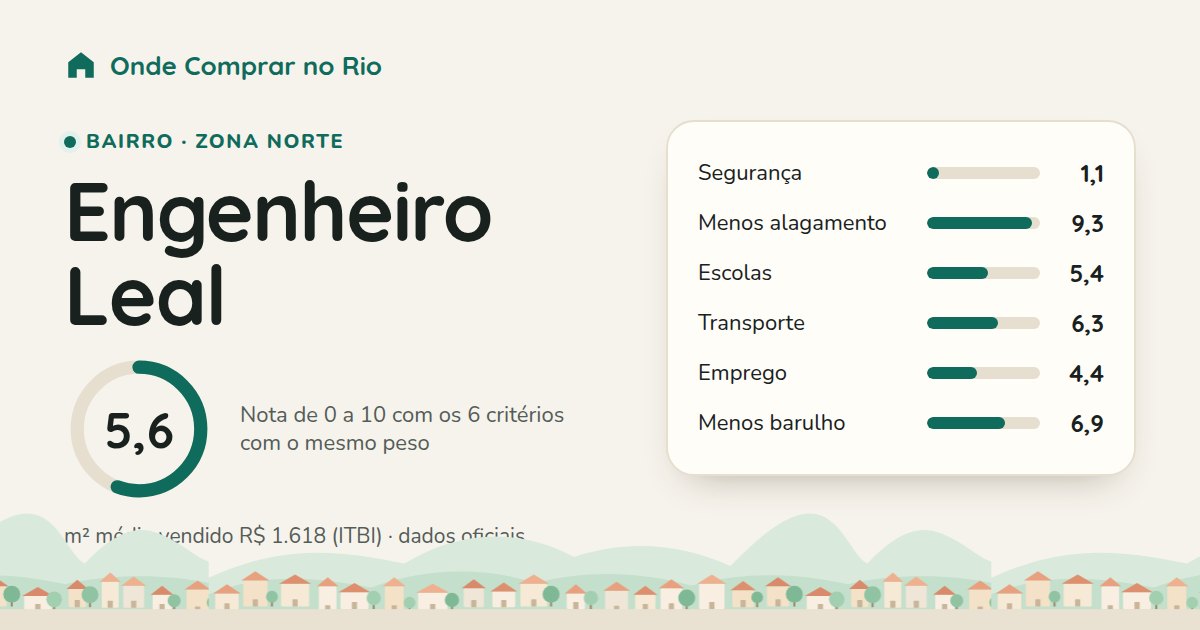 Onde Comprar no Rio
BAIRRO · ZONA NORTE
Engenheiro
Leal
5,6
Nota de 0 a 10 com os 6 critérios
com o mesmo peso
m² médio vendido R$ 1.618 (ITBI) · dados oficiais
Segurança 1,1
Menos alagamento 9,3
Escolas 5,4
Transporte 6,3
Emprego 4,4
Menos barulho 6,9